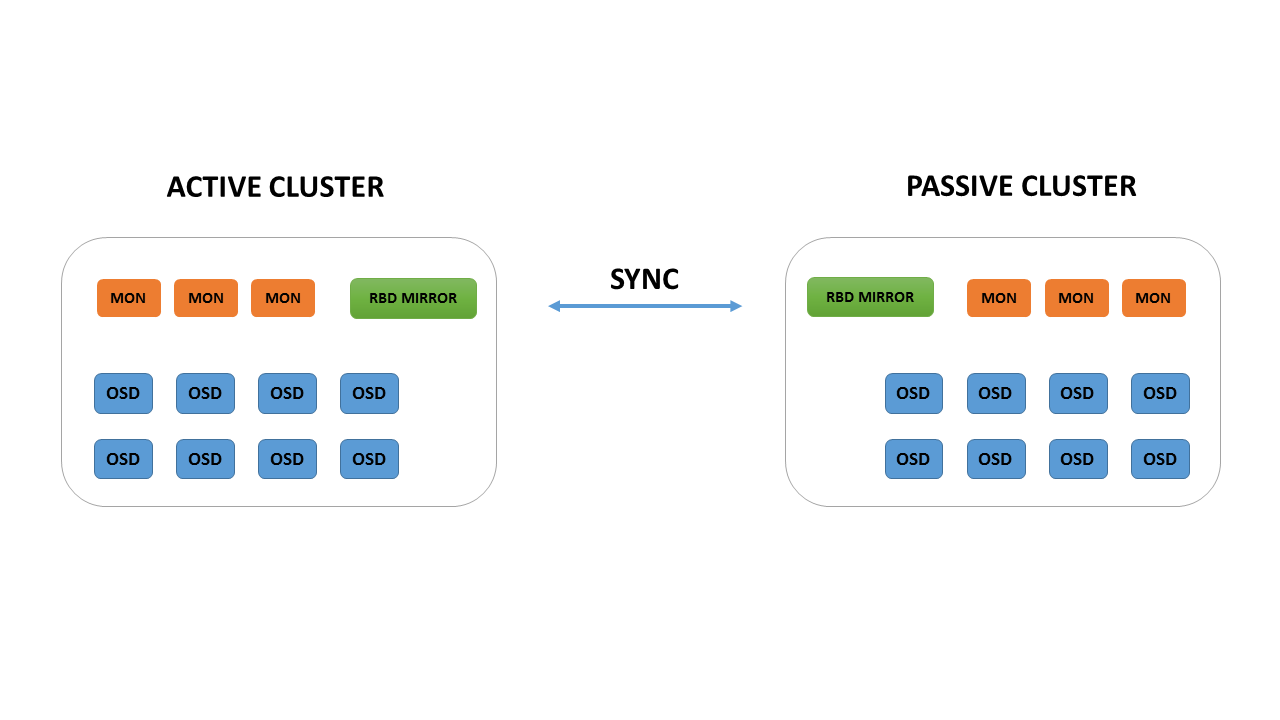 ACTIVE CLUSTER
MON MON MON RBD MIRROR
OSD OSD OSD OSD
OSD OSD OSD OSD
SYNC
PASSIVE CLUSTER
RBD MIRROR MON MON MON
OSD OSD OSD OSD
OSD OSD OSD OSD